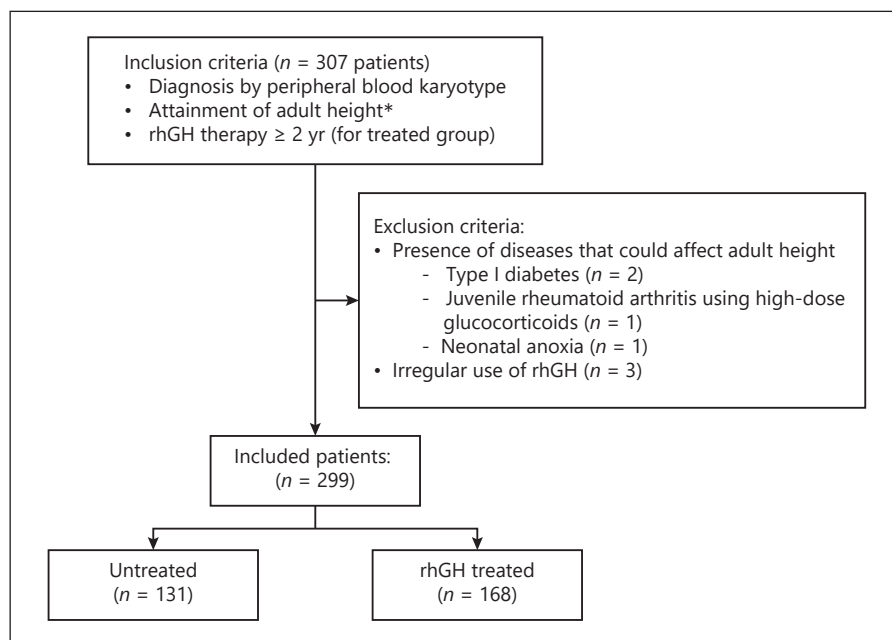 Inclusion criteria (n = 307 patients)
• Diagnosis by peripheral blood karyotype
• Attainment of adult height*
• rhGH therapy ≥ 2 yr (for treated group)
Exclusion criteria:
• Presence of diseases that could affect adult height
- Type I diabetes (n = 2)
- Juvenile rheumatoid arthritis using high-dose
glucocorticoids (n = 1)
- Neonatal anoxia (n = 1)
• Irregular use of rhGH (n = 3)
Included patients:
(n = 299)
Untreated
(n = 131)
rhGH treated
(n = 168)